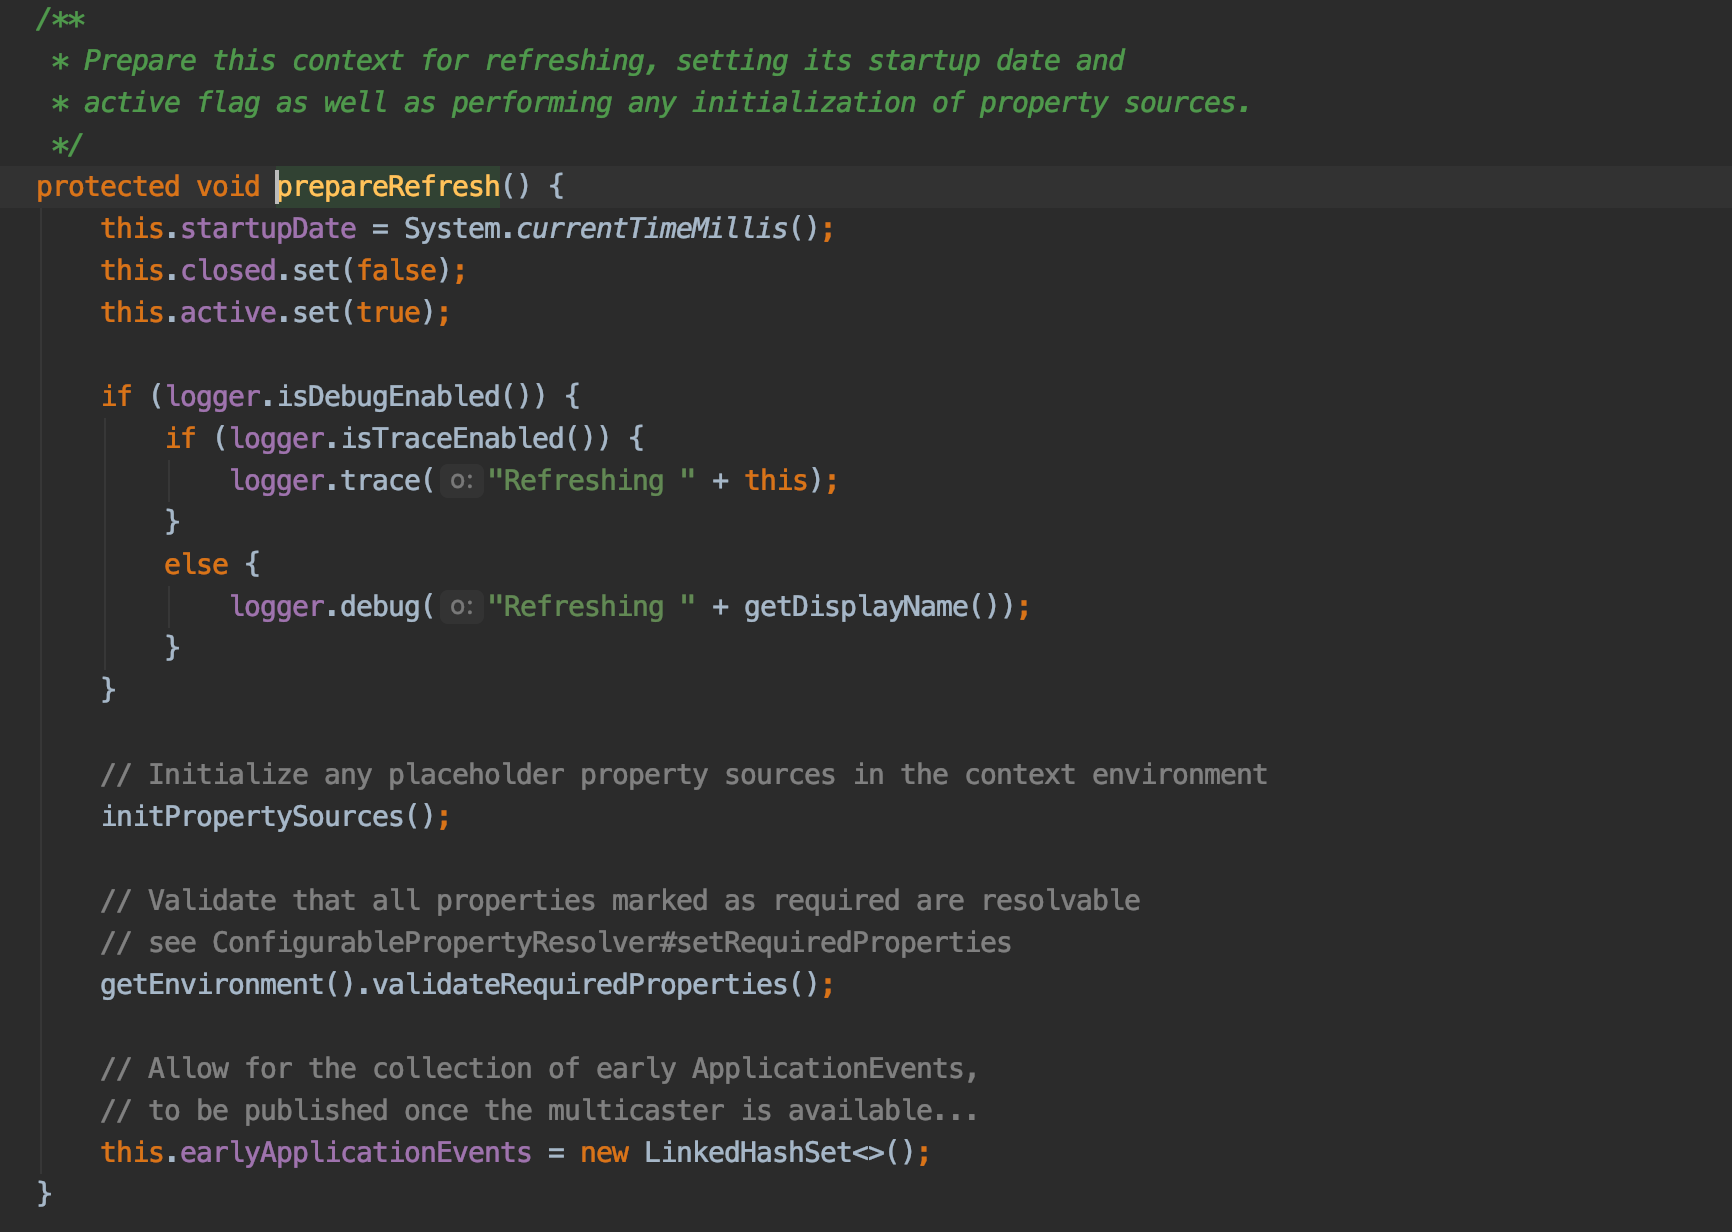 /**
 * Prepare this context for refreshing, setting its startup date and
 * active flag as well as performing any initialization of property sources.
 */
protected void prepareRefresh() {
    this.startupDate = System.currentTimeMillis();
    this.closed.set(false);
    this.active.set(true);

    if (logger.isDebugEnabled()) {
        if (logger.isTraceEnabled()) {
            logger.trace( o: "Refreshing " + this);
        }
        else {
            logger.debug( o: "Refreshing " + getDisplayName());
        }
    }

    // Initialize any placeholder property sources in the context environment
    initPropertySources();

    // Validate that all properties marked as required are resolvable
    // see ConfigurablePropertyResolver#setRequiredProperties
    getEnvironment().validateRequiredProperties();

    // Allow for the collection of early ApplicationEvents,
    // to be published once the multicaster is available...
    this.earlyApplicationEvents = new LinkedHashSet<>();
}